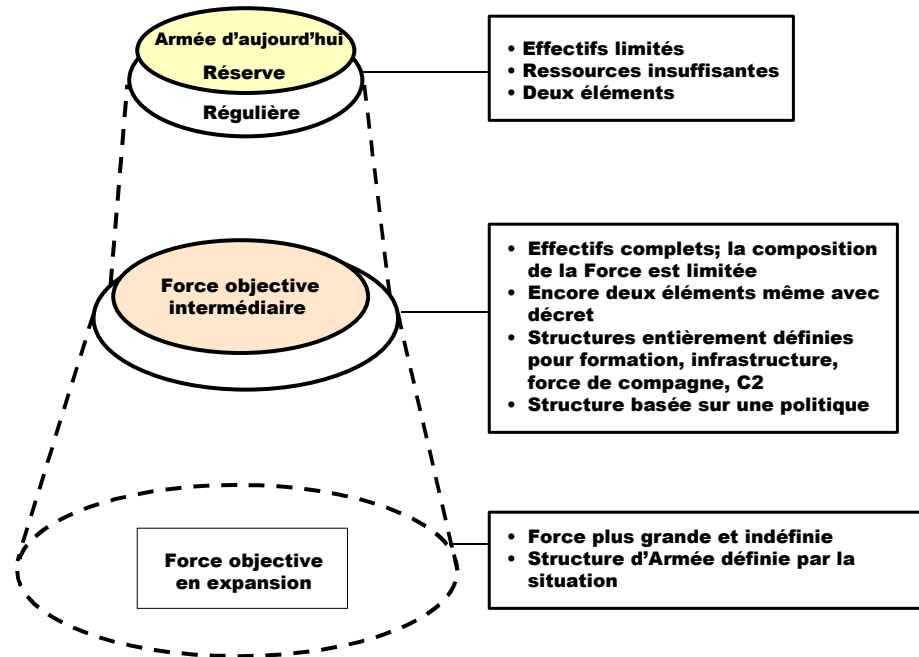 Armée d'aujourd'hui
Réserve
Régulière
• Effectifs limités
• Ressources insuffisantes
• Deux éléments
Force objective
intermédiaire
• Effectifs complets; la composition
de la Force est limitée
• Encore deux éléments même avec
décret
• Structures entièrement définies
pour formation, infrastructure,
force de compagne, C2
• Structure basée sur une politique
Force objective
en expansion
• Force plus grande et indéfinie
• Structure d'Armée définie par la
situation